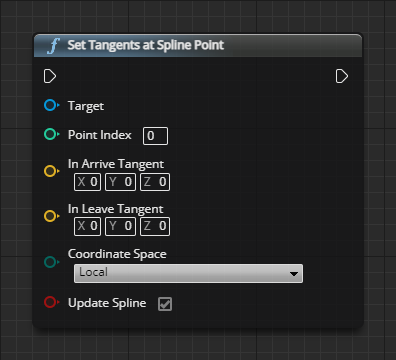 Set Tangents at Spline Point
Target
Point Index 0
In Arrive Tangent
X 0 Y 0 Z 0
In Leave Tangent
X 0 Y 0 Z 0
Coordinate Space
Local
Update Spline